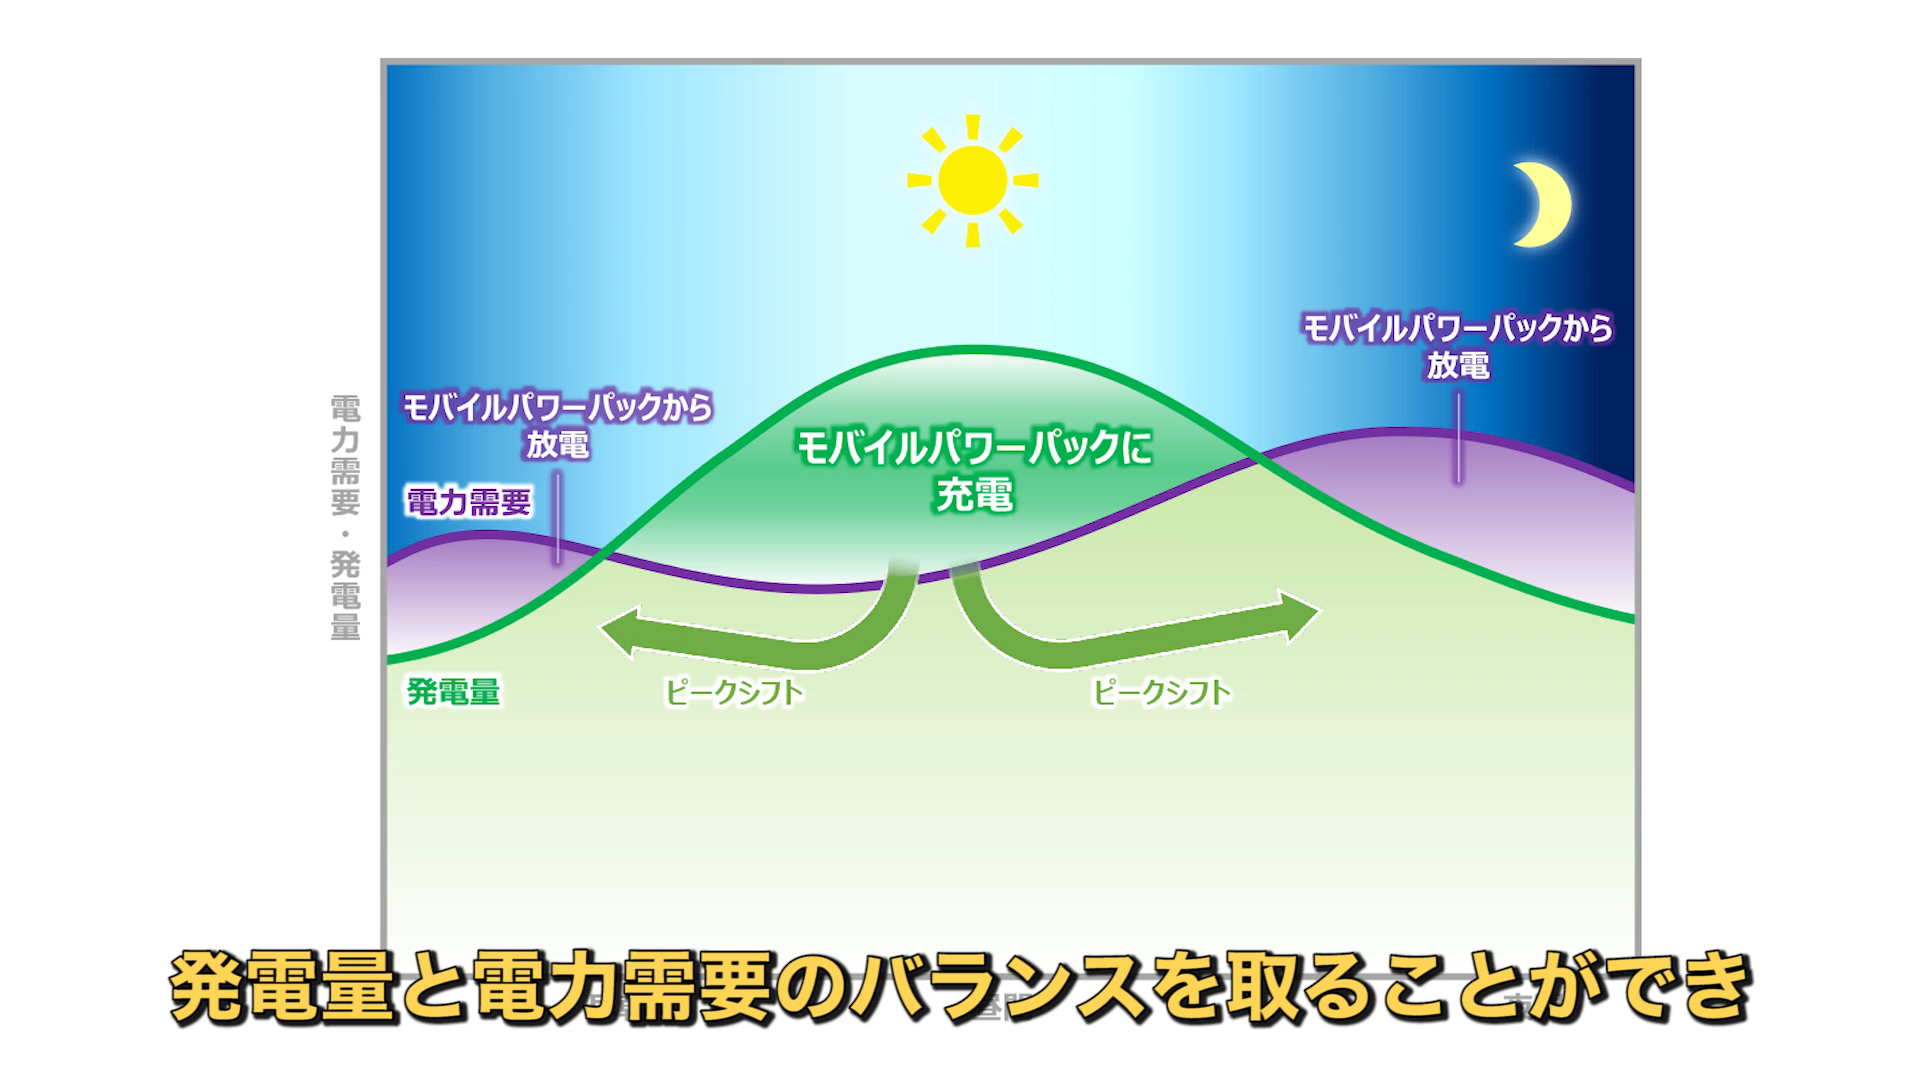 モバイルパワーパックから
放電
モバイルパワーパックから
放電
電力需要
モバイルパワーパックに
充電
電力需要・発電量
発電量
ピークシフト
ピークシフト
発電量と電力需要のバランスを取ることができ